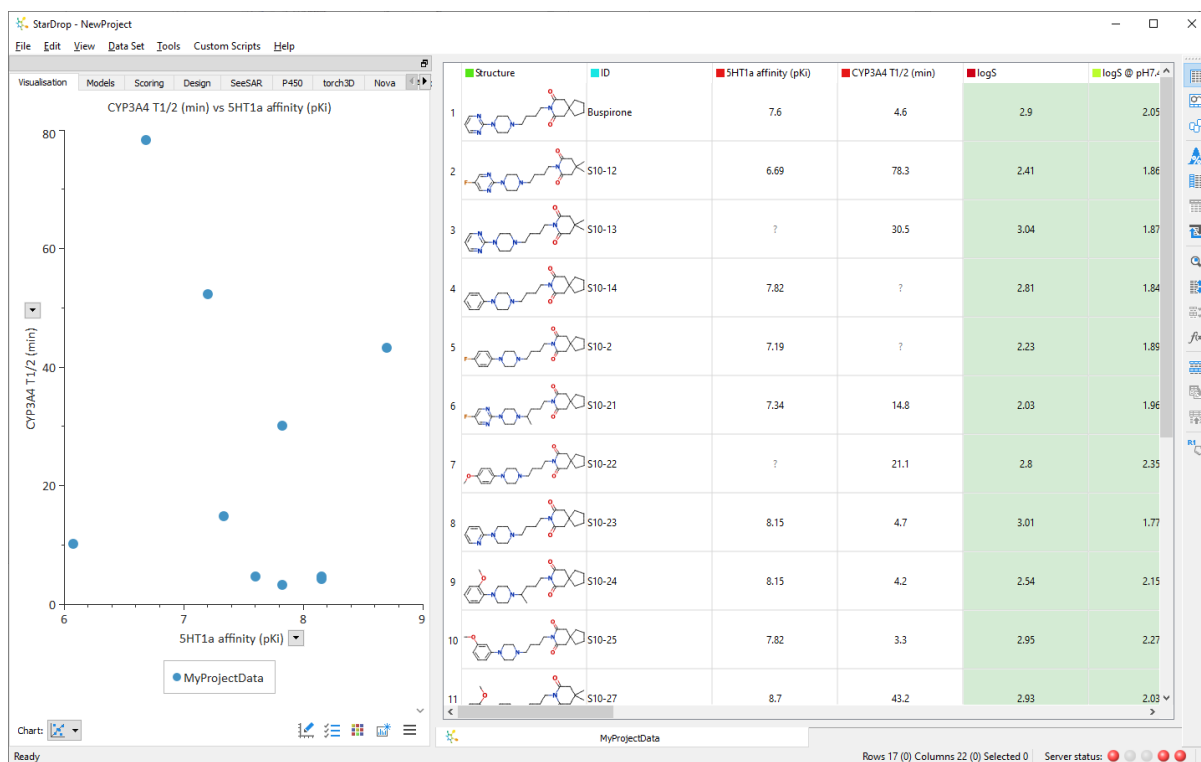 StarDrop - NewProject
File Edit View Data Set Tools Custom Scripts Help
Visualisation Models Scoring Design SeeSAR P450 torch3D Nova
CYP3A4 T1/2 (min) vs 5HT1a affinity (pKi)
80
60
40
20
0
CYP3A4 T1/2 (min)
6 7 8 9
5HT1a affinity (pKi)
MyProjectData
Chart:
Structure ID 5HT1a affinity (pKi) CYP3A4 T1/2 (min) logS logS @ pH7.4
1 Buspirone 7.6 4.6 2.9 2.05
2 S10-12 6.69 78.3 2.41 1.86
3 S10-13 ? 30.5 3.04 1.87
4 S10-14 7.82 ? 2.81 1.84
5 S10-2 7.19 ? 2.23 1.89
6 S10-21 7.34 14.8 2.03 1.96
7 S10-22 ? 21.1 2.8 2.35
8 S10-23 8.15 4.7 3.01 1.77
9 S10-24 8.15 4.2 2.54 2.15
10 S10-25 7.82 3.3 2.95 2.27
11 S10-27 8.7 43.2 2.93 2.03
MyProjectData
Ready Rows 17 (0) Columns 22 (0) Selected 0 Server status: